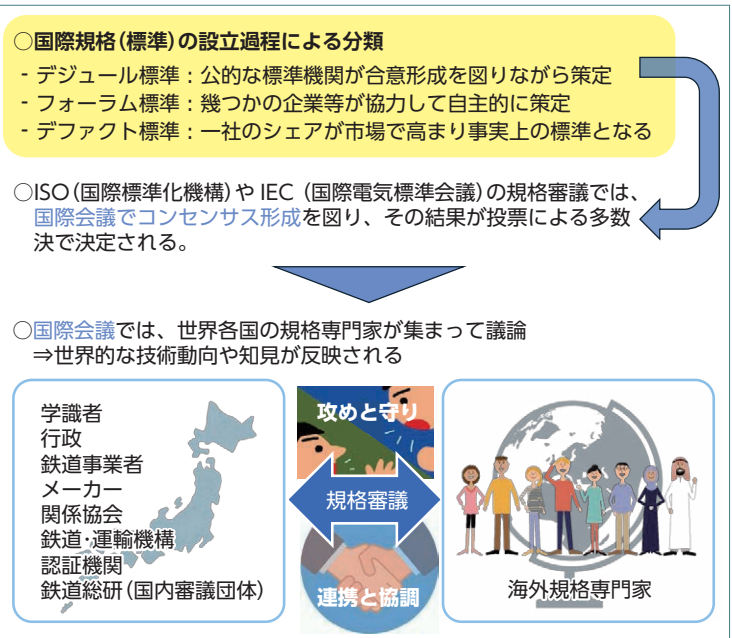 ○国際規格(標準)の設立過程による分類
- デジュール標準：公的な標準機関が合意形成を図りながら策定
- フォーラム標準：幾つかの企業等が協力して自主的に策定
- デファクト標準：一社のシェアが市場で高まり事実上の標準となる
○ISO(国際標準化機構)や IEC (国際電気標準会議)の規格審議では、
国際会議でコンセンサス形成を図り、その結果が投票による多数
決で決定される。
○国際会議では、世界各国の規格専門家が集まって議論
⇒世界的な技術動向や知見が反映される
学識者
行政
鉄道事業者
メーカー
関係協会
鉄道･運輸機構
認証機関
鉄道総研(国内審議団体)
攻めと守り
規格審議
連携と協調
海外規格専門家